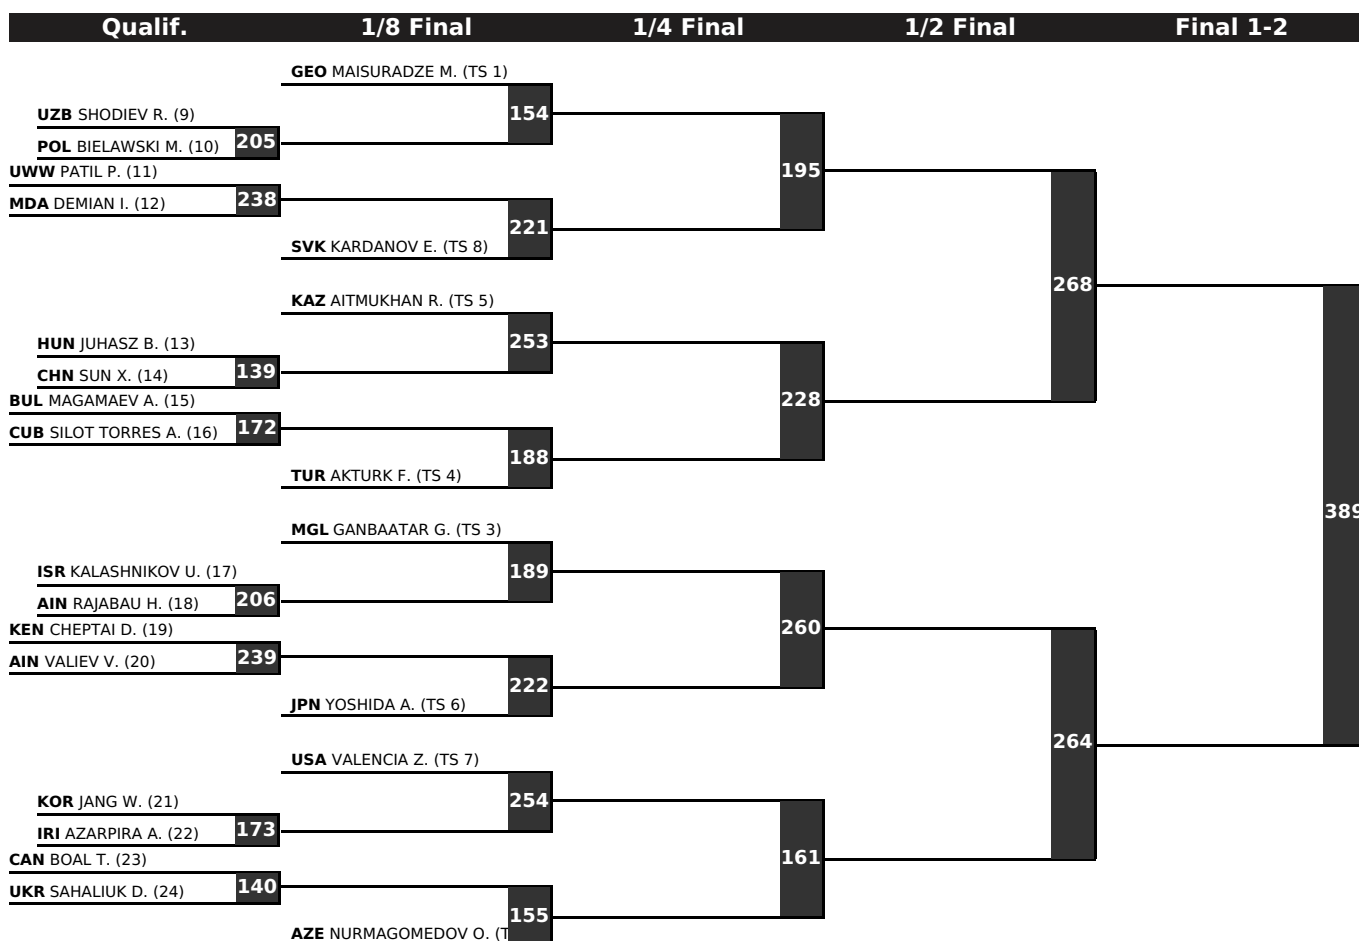 Qualif. 1/8 Final 1/4 Final 1/2 Final Final 1-2
GEO MAISURADZE M. (TS 1)
154
UZB SHODIEV R. (9)
205
POL BIELAWSKI M. (10)
UWW PATIL P. (11)
195
238
MDA DEMIAN I. (12)
221
SVK KARDANOV E. (TS 8)
268
KAZ AITMUKHAN R. (TS 5)
253
HUN JUHASZ B. (13)
139
CHN SUN X. (14)
BUL MAGAMAEV A. (15)
228
172
CUB SILOT TORRES A. (16)
188
TUR AKTURK F. (TS 4)
389
MGL GANBAATAR G. (TS 3)
189
ISR KALASHNIKOV U. (17)
206
AIN RAJABAU H. (18)
KEN CHEPTAI D. (19)
260
239
AIN VALIEV V. (20)
222
JPN YOSHIDA A. (TS 6)
264
USA VALENCIA Z. (TS 7)
254
KOR JANG W. (21)
173
IRI AZARPIRA A. (22)
CAN BOAL T. (23)
161
140
UKR SAHALIUK D. (24)
155
AZE NURMAGOMEDOV O. (T